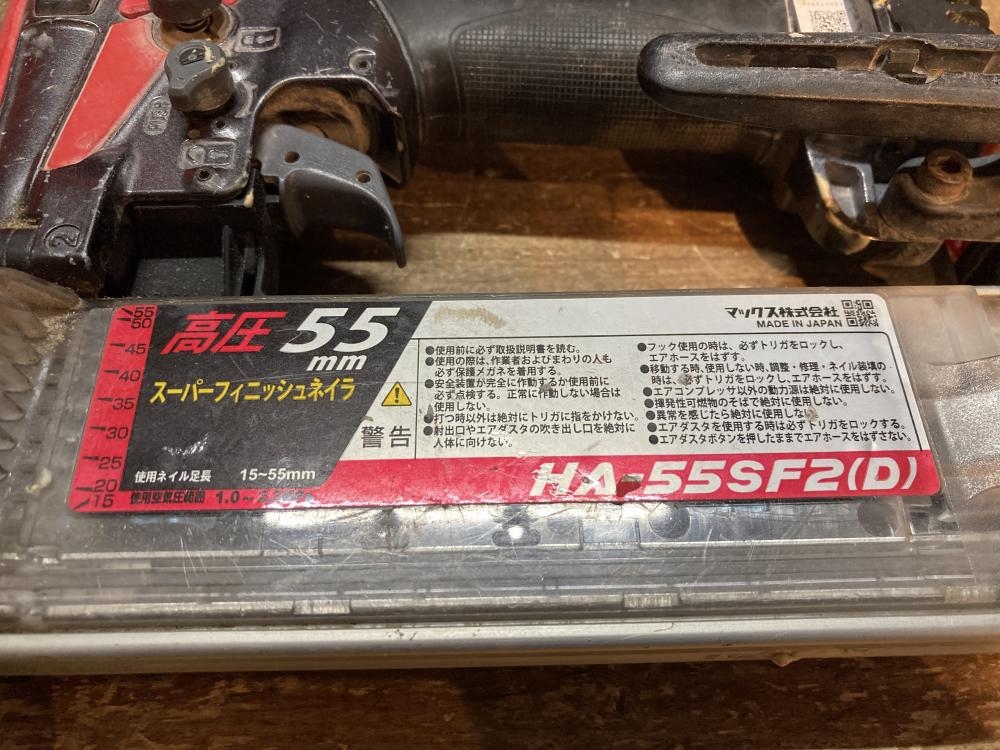 PUSH
2
55
50
45
40
35
30
25
20
15
高圧 55
mm
スーパーフィニッシュネイラ
使用ネイル足長 15~55mm
使用空気圧範囲 1.0~
警告
●使用前に必ず取扱説明書を読む。
●使用の際は、作業者およびまわりの人も
必ず保護メガネを着用する。
●安全装置が完全に作動するか使用前に
必ず点検する。正常に作動しない場合は
使用しない。
●打つ時以外は絶対にトリガに指をかけない。
●射出口やエアダスタの吹き出し口を絶対に
人体に向けない。
マックス株式会社
MADE IN JAPAN
●フック使用の時は、必ずトリガをロックし、
エアホースをはずす。
●移動する時、使用しない時、調整・修理・ネイル装填の
時は、必ずトリガをロックし、エアホースをはずす。
●エアコンプレッサ以外の動力源は絶対に使用しない。
●揮発性可燃物のそばで絶対に使用しない。
●異常を感じたら絶対に使用しない
●エアダスタを使用する時は必ずトリガをロックする。
●エアダスタボタンを押したままでエアホースをはずさない。
HA-55SF2(D)